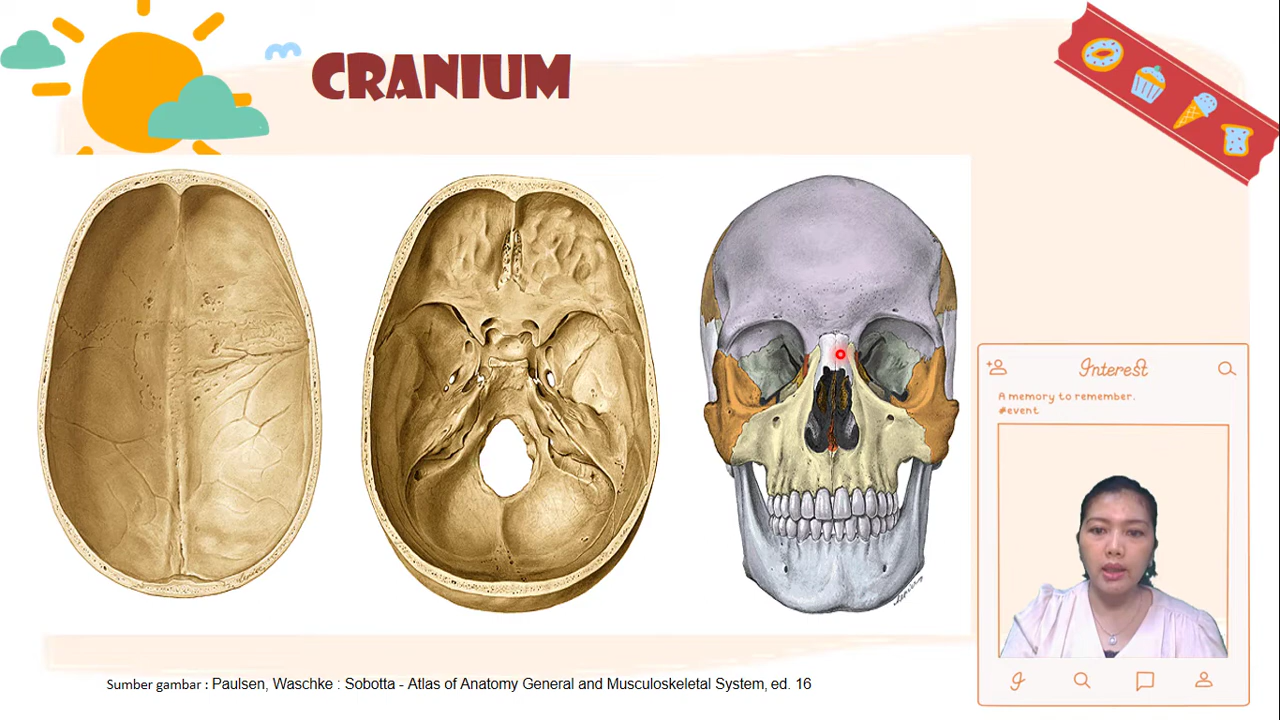 CRANIUM
Interest
A memory to remember.
#event
Sumber gambar : Paulsen, Waschke : Sobotta - Atlas of Anatomy General and Musculoskeletal System, ed. 16